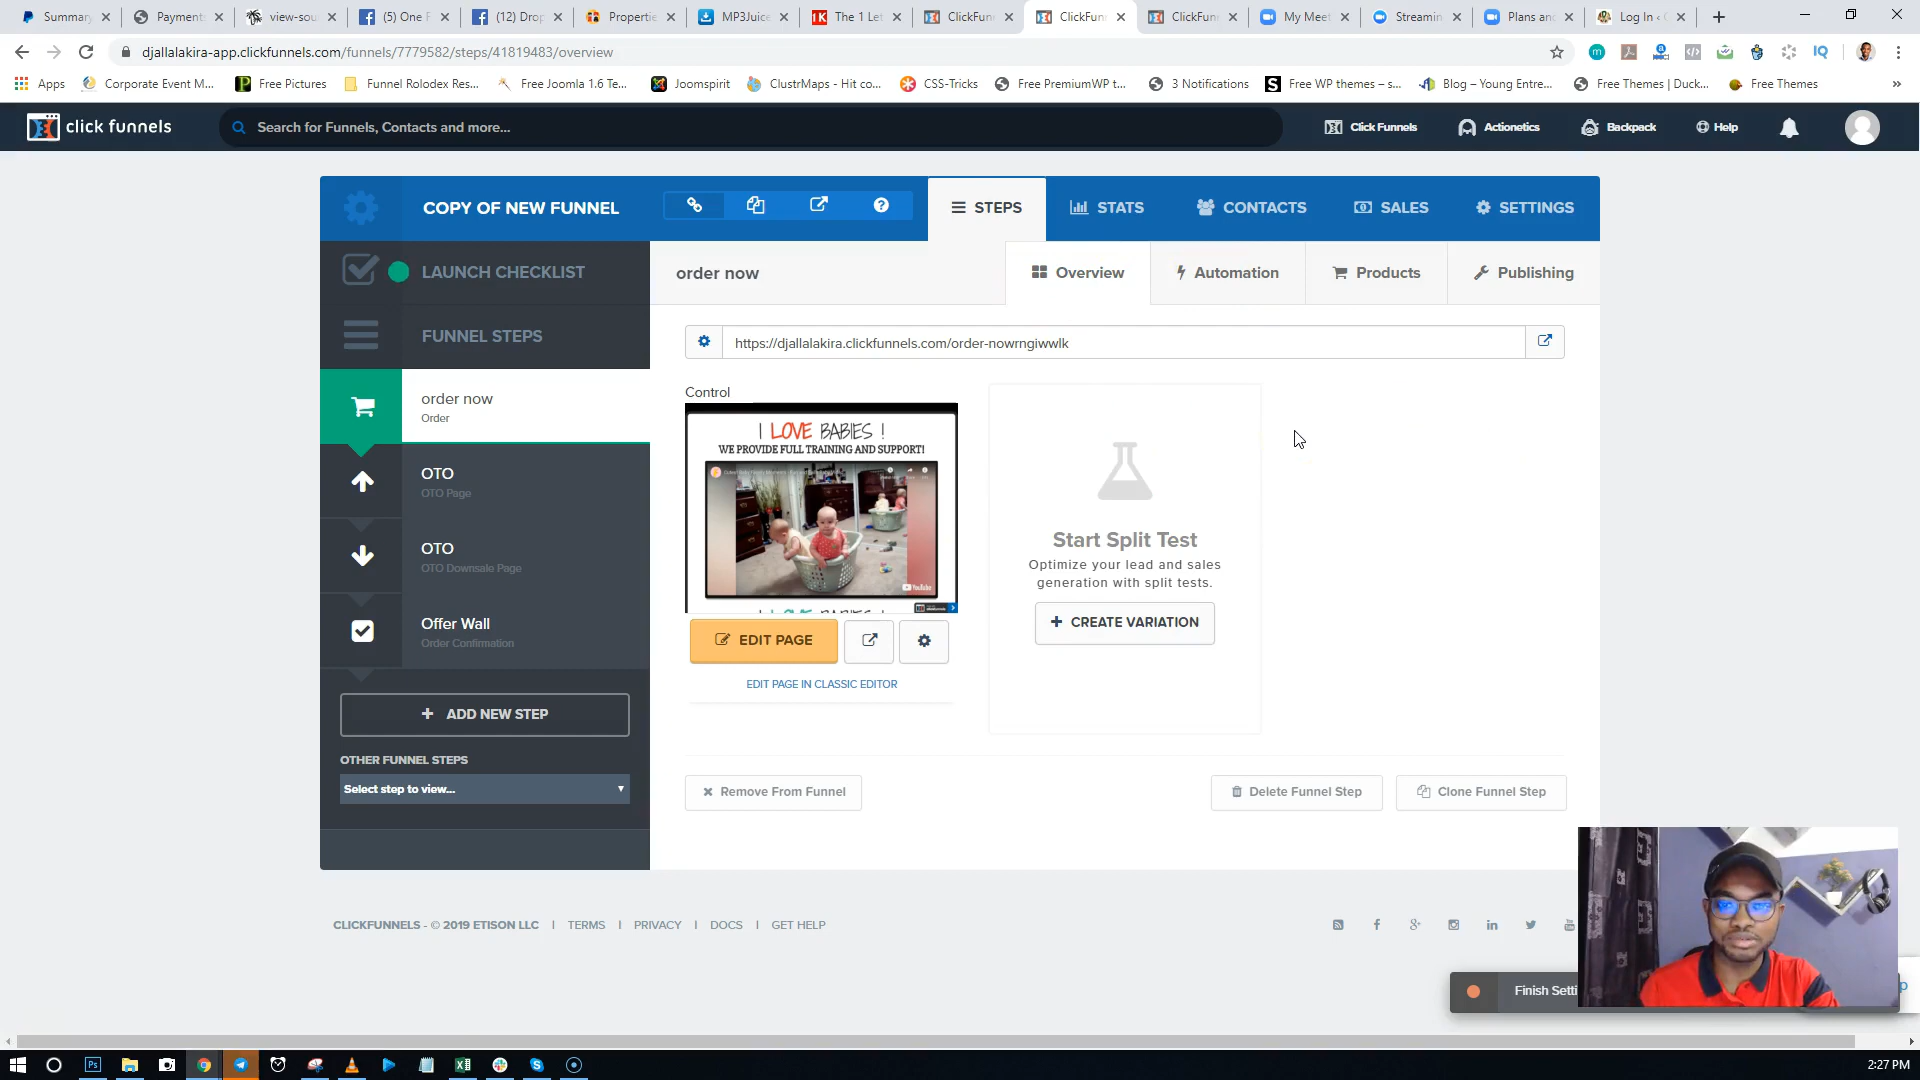 Summary
Payments
view-sou
(5) One F
(12) Drop
Propertie
MP3Juice
The 1 Let
ClickFunn
ClickFunn
ClickFunn
My Meet
Streamin
Plans and
Log In ‹
djallalakira-app.clickfunnels.com/funnels/7779582/steps/41819483/overview
Apps
Corporate Event M...
Free Pictures
Funnel Rolodex Res...
Free Joomla 1.6 Te...
Joomspirit
ClustrMaps - Hit co...
CSS-Tricks
Free PremiumWP t...
3 Notifications
Free WP themes – s...
Blog – Young Entre...
Free Themes | Duck...
Free Themes
click funnels
Search for Funnels, Contacts and more...
Click Funnels
Actionetics
Backpack
Help
COPY OF NEW FUNNEL
STEPS
STATS
CONTACTS
SALES
SETTINGS
LAUNCH CHECKLIST
order now
Overview
Automation
Products
Publishing
FUNNEL STEPS
https://djallalakira.clickfunnels.com/order-nowrngiwwlk
order now
Order
OTO
OTO Page
OTO
OTO Downsale Page
Offer Wall
Order Confirmation
ADD NEW STEP
OTHER FUNNEL STEPS
Select step to view...
Control
I LOVE BABIES !
WE PROVIDE FULL TRAINING AND SUPPORT!
YouTube
I LOVE BABIES !
EDIT PAGE
EDIT PAGE IN CLASSIC EDITOR
Start Split Test
Optimize your lead and sales
generation with split tests.
CREATE VARIATION
Remove From Funnel
Delete Funnel Step
Clone Funnel Step
CLICKFUNNELS - © 2019 ETISON LLC | TERMS | PRIVACY | DOCS | GET HELP
Finish Setti
2:27 PM